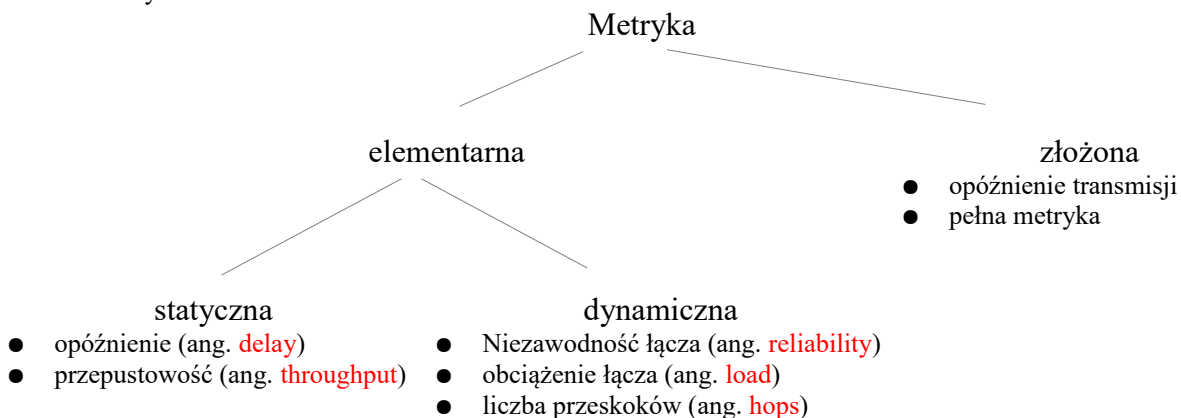 Metryka
elementarna
złożona
● opóźnienie transmisji
● pełna metryka
statyczna
● opóźnienie (ang. delay)
● przepustowość (ang. throughput)
dynamiczna
● Niezawodność łącza (ang. reliability)
● obciążenie łącza (ang. load)
● liczba przeskoków (ang. hops)